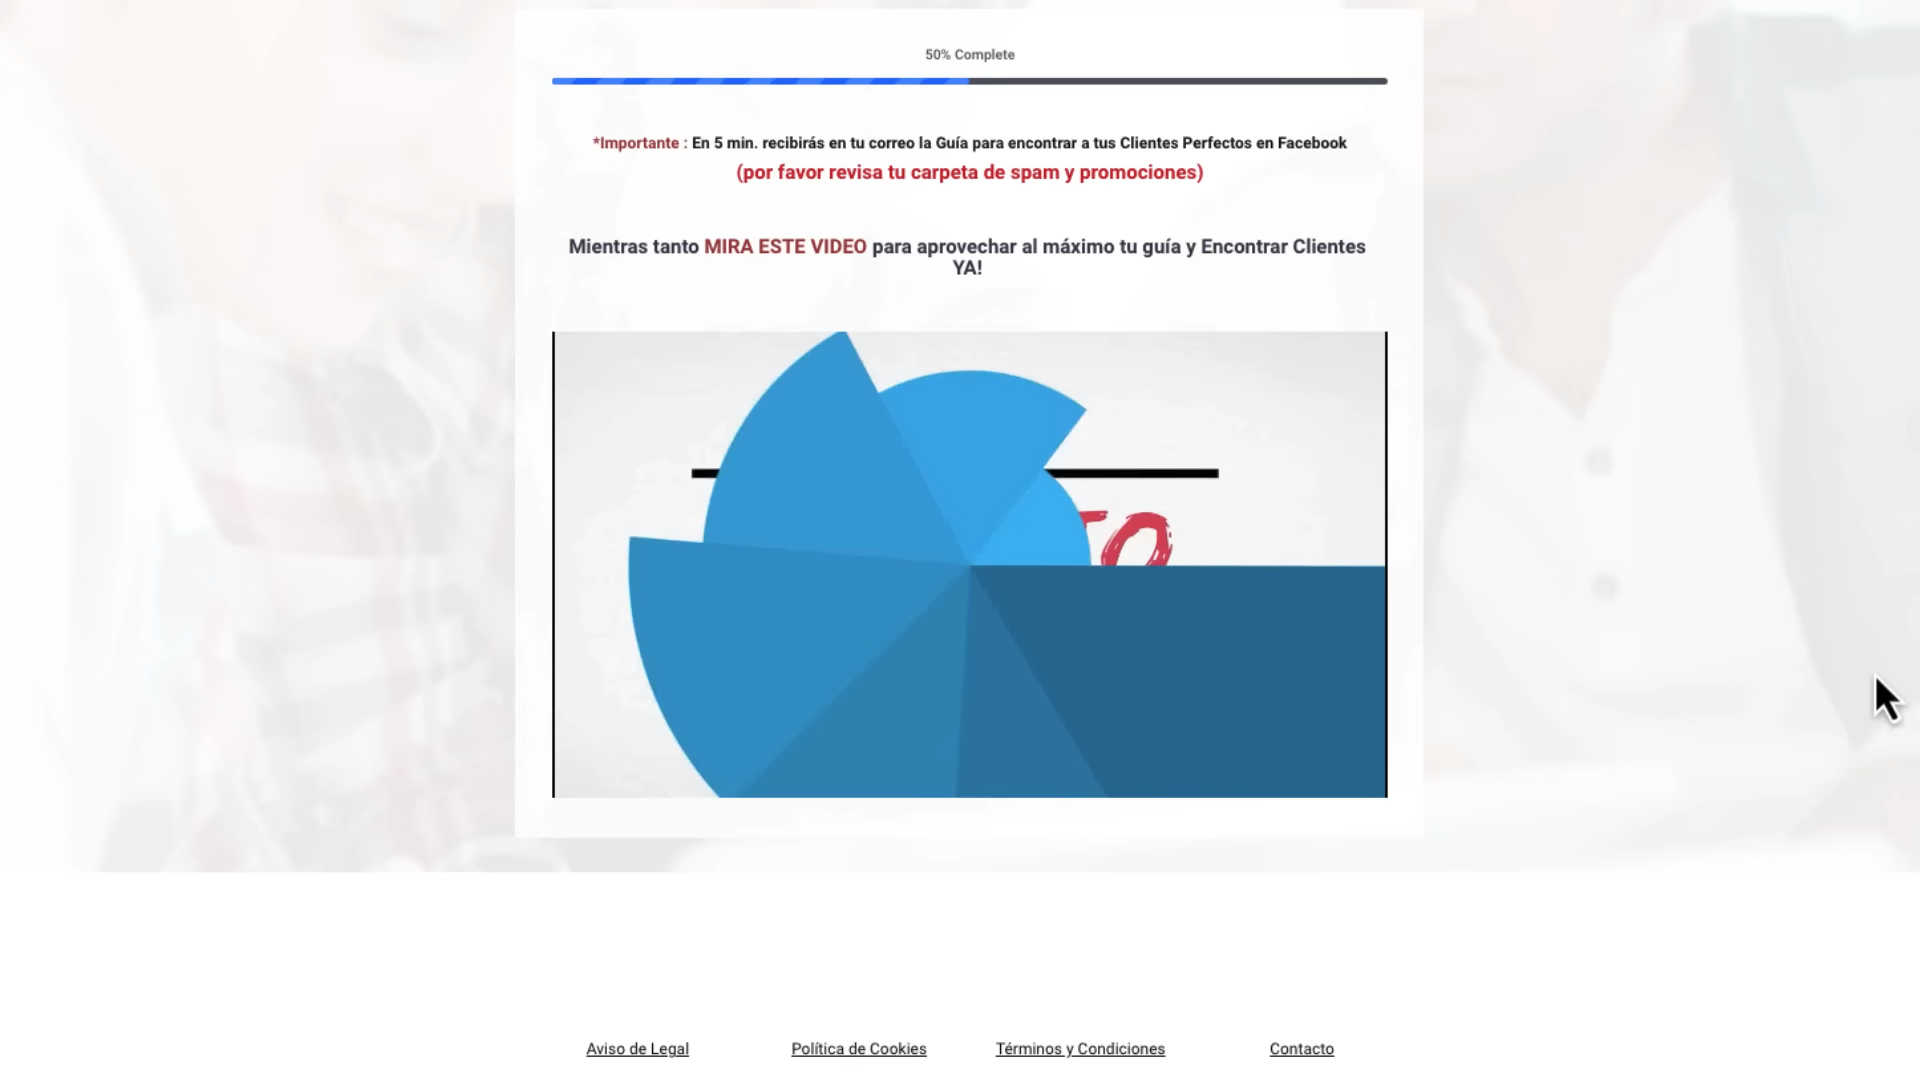 50% Complete
*Importante : En 5 min. recibirás en tu correo la Guía para encontrar a tus Clientes Perfectos en Facebook
(por favor revisa tu carpeta de spam y promociones)
Mientras tanto MIRA ESTE VIDEO para aprovechar al máximo tu guía y Encontrar Clientes
YA!
Aviso de Legal Política de Cookies Términos y Condiciones Contacto